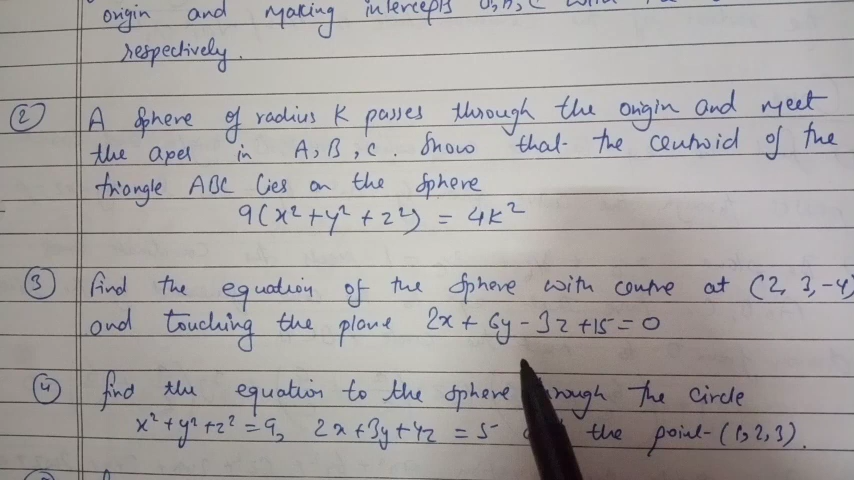 origin and making intercepts a, b, c with
respectively.
(2) A sphere of radius K passes through the origin and meet
the axes in A, B, C. Show that the centroid of the
triangle ABC lies on the sphere
9(x² + y² + z²) = 4k²
(3) find the equation of the sphere with centre at (2, 3, -4)
and touching the plane 2x + 6y - 3z + 15 = 0
(4) find the equation to the sphere through the circle
x² + y² + z² = 9, 2x + 3y + 4z = 5 the point (1, 2, 3).